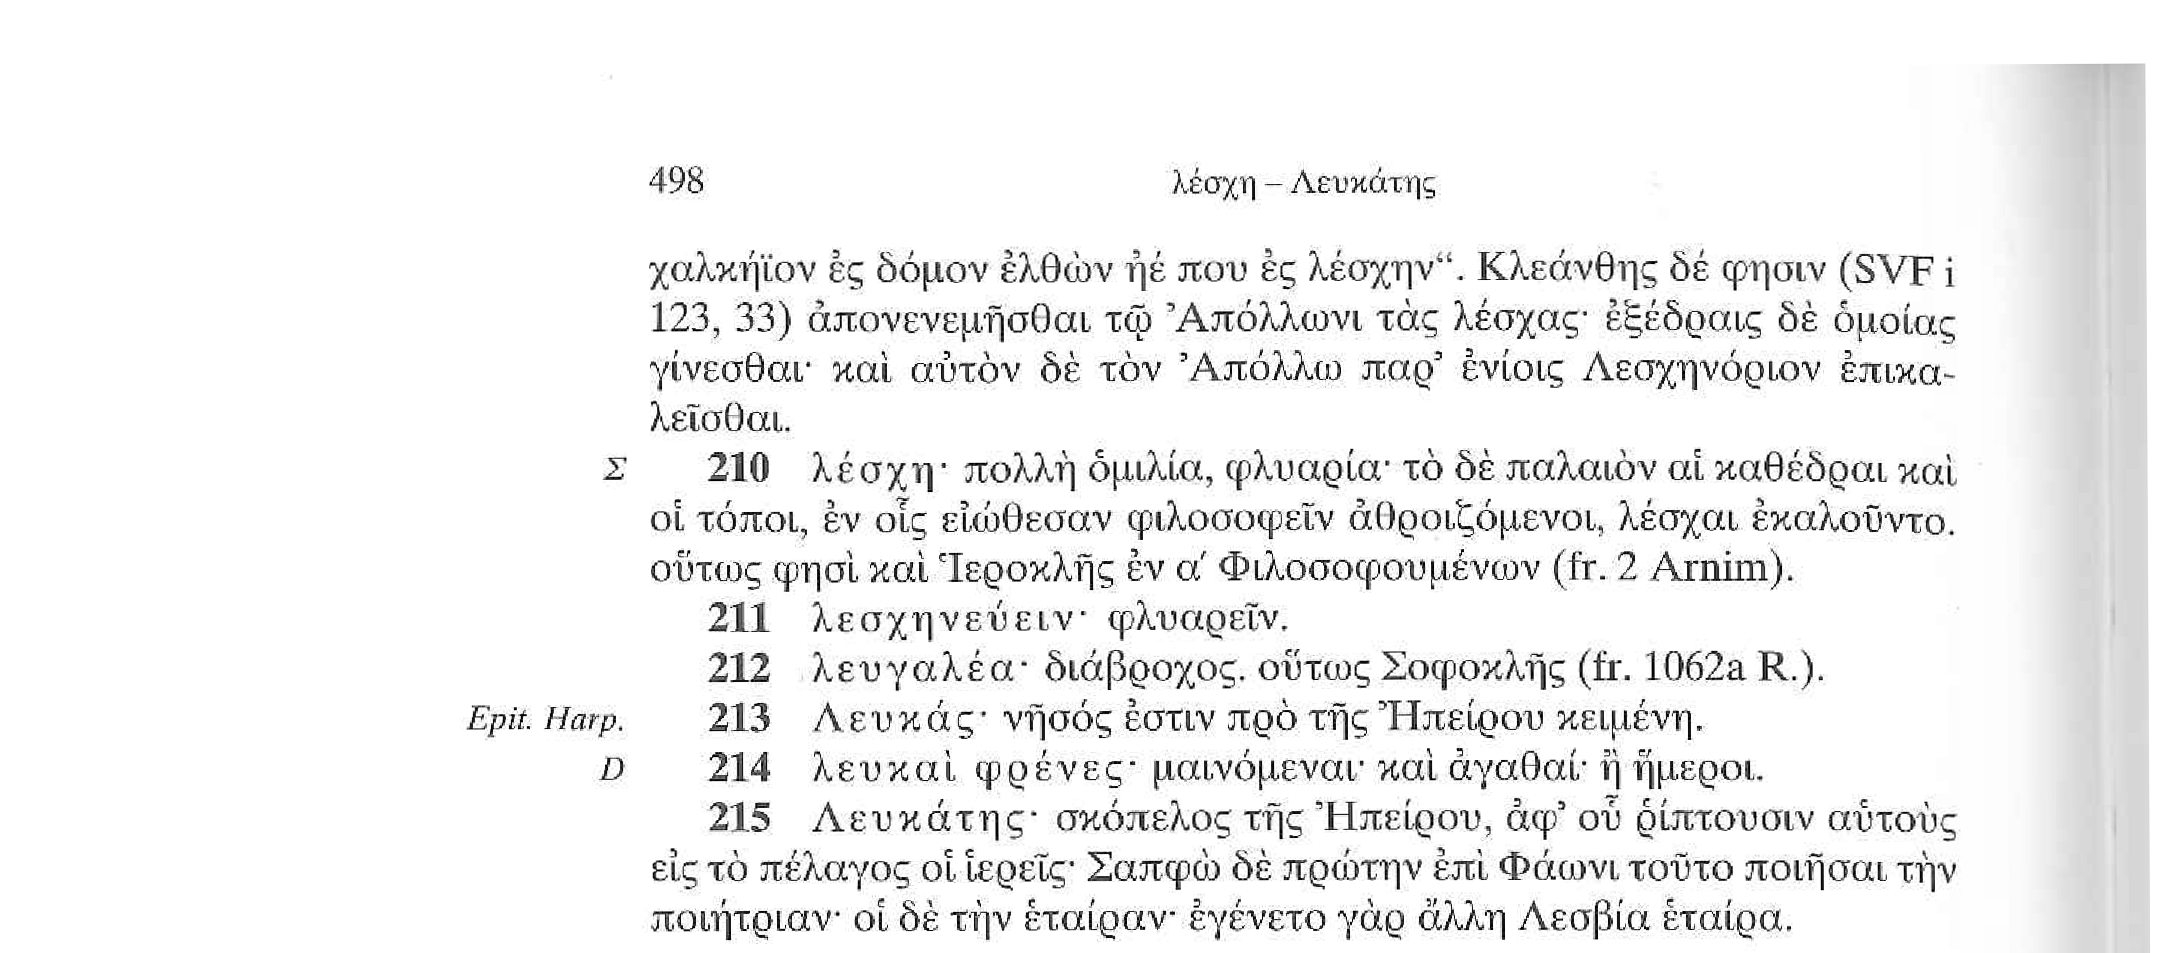 498 λέσχη – Λευκάτης
χαλκήϊον ἐς δόμον ἐλθὼν ἠέ που ἐς λέσχην“. Κλεάνθης δέ φησιν (SVF i
123, 33) ἀπονενεμῆσθαι τῷ Ἀπόλλωνι τὰς λέσχας· ἐξέδραις δὲ ὁμοίας
γίνεσθαι· καὶ αὐτὸν δὲ τὸν Ἀπόλλω παρ’ ἐνίοις Λεσχηνόριον ἐπικα-
λεῖσθαι.
Σ 210 λέσχη· πολλὴ ὁμιλία, φλυαρία· τὸ δὲ παλαιὸν αἱ καθέδραι καὶ
οἱ τόποι, ἐν οἷς εἰώθεσαν φιλοσοφεῖν ἀθροιζόμενοι, λέσχαι ἐκαλοῦντο.
οὕτως φησὶ καὶ Ἱεροκλῆς ἐν α′ Φιλοσοφουμένων (fr. 2 Arnim).
211 λεσχηνεύειν· φλυαρεῖν.
212 λευγαλέα· διάβροχος. οὕτως Σοφοκλῆς (fr. 1062a R.).
Epit. Harp. 213 Λευκάς· νῆσός ἐστιν πρὸ τῆς Ἠπείρου κειμένη.
D 214 λευκαὶ φρένες· μαινόμεναι· καὶ ἀγαθαί· ἢ ἥμεροι.
215 Λευκάτης· σκόπελος τῆς Ἠπείρου, ἀφ’ οὗ ῥίπτουσιν αὑτοὺς
εἰς τὸ πέλαγος οἱ ἱερεῖς· Σαπφὼ δὲ πρώτην ἐπὶ Φάωνι τοῦτο ποιῆσαι τὴν
ποιήτριαν· οἱ δὲ τὴν ἑταίραν· ἐγένετο γὰρ ἄλλη Λεσβία ἑταίρα.